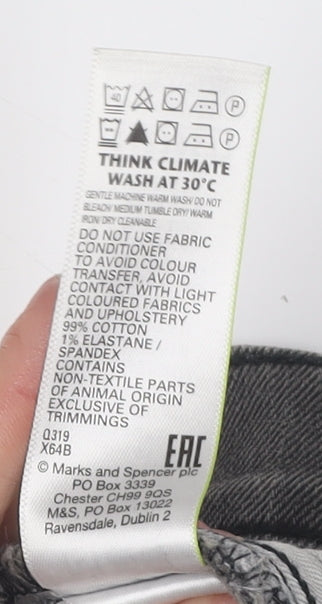 40 P
P
THINK CLIMATE
WASH AT 30°C
GENTLE MACHINE WARM WASH/ DO NOT
BLEACH/ MEDIUM TUMBLE DRY/ WARM
IRON/ DRY CLEANABLE
DO NOT USE FABRIC
CONDITIONER
TO AVOID COLOUR
TRANSFER, AVOID
CONTACT WITH LIGHT
COLOURED FABRICS
AND UPHOLSTERY
99% COTTON
1% ELASTANE /
SPANDEX
CONTAINS
NON-TEXTILE PARTS
OF ANIMAL ORIGIN
EXCLUSIVE OF
TRIMMINGS
Q319
X64B
EAC
© Marks and Spencer plc
PO Box 3339
Chester CH99 9QS
M&S, PO Box 13022
Ravensdale, Dublin 2